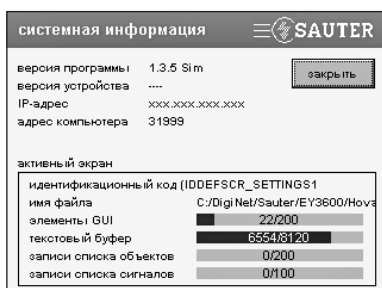 системная информация SAUTER
версия программы 1.3.5 Sim
закрыть
версия устройства ----
IP-адрес xxx.xxx.xxx.xxx
адрес компьютера 31999
активный экран
идентификационный код (IDDEFSCR_SETTINGS1
имя файла C:/DigiNet/Sauter/EY3600/Hova
элементы GUI 22/200
текстовый буфер 6554/8120
записи списка объектов 0/200
записи списка сигналов 0/100